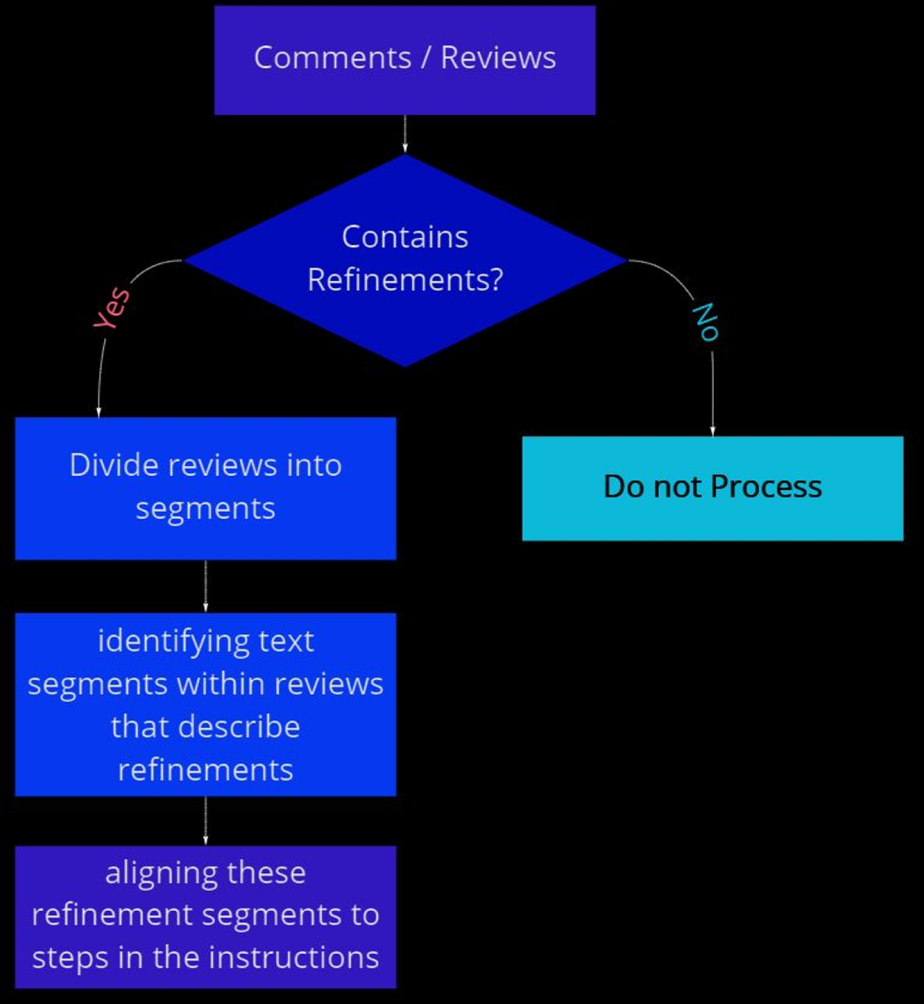 Comments / Reviews
Contains
Refinements?
Yes
No
Divide reviews into
segments
Do not Process
identifying text
segments within reviews
that describe
refinements
aligning these
refinement segments to
steps in the instructions